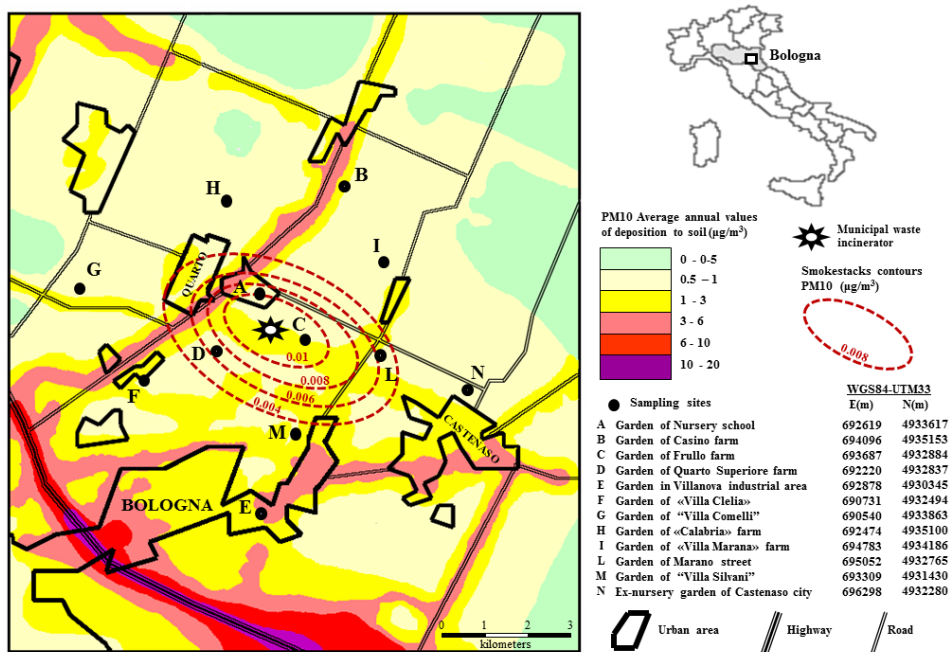 H
B
I
G
QUARTO
A
C
D
0.01
L
0.008
F
0.006
N
0.004
M
CASTENASO
BOLOGNA
E
0 1 2 3
kilometers
Bologna
PM10 Average annual values
of deposition to soil (µg/m³)
0 - 0-5
0.5 – 1
1 - 3
3 - 6
6 - 10
10 - 20
Municipal waste
incinerator
Smokestacks contours
PM10 (µg/m³)
0.008
Sampling sites
WGS84-UTM33
E(m) N(m)
A Garden of Nursery school 692619 4933617
B Garden of Casino farm 694096 4935153
C Garden of Frullo farm 693687 4932884
D Garden of Quarto Superiore farm 692220 4932837
E Garden in Villanova industrial area 692878 4930345
F Garden of «Villa Clelia» 690731 4932494
G Garden of “Villa Comelli” 690540 4933863
H Garden of «Calabria» farm 692474 4935100
I Garden of «Villa Marana» farm 694783 4934186
L Garden of Marano street 695052 4932765
M Garden of “Villa Silvani” 693309 4931430
N Ex-nursery garden of Castenaso city 696298 4932280
Urban area Highway Road